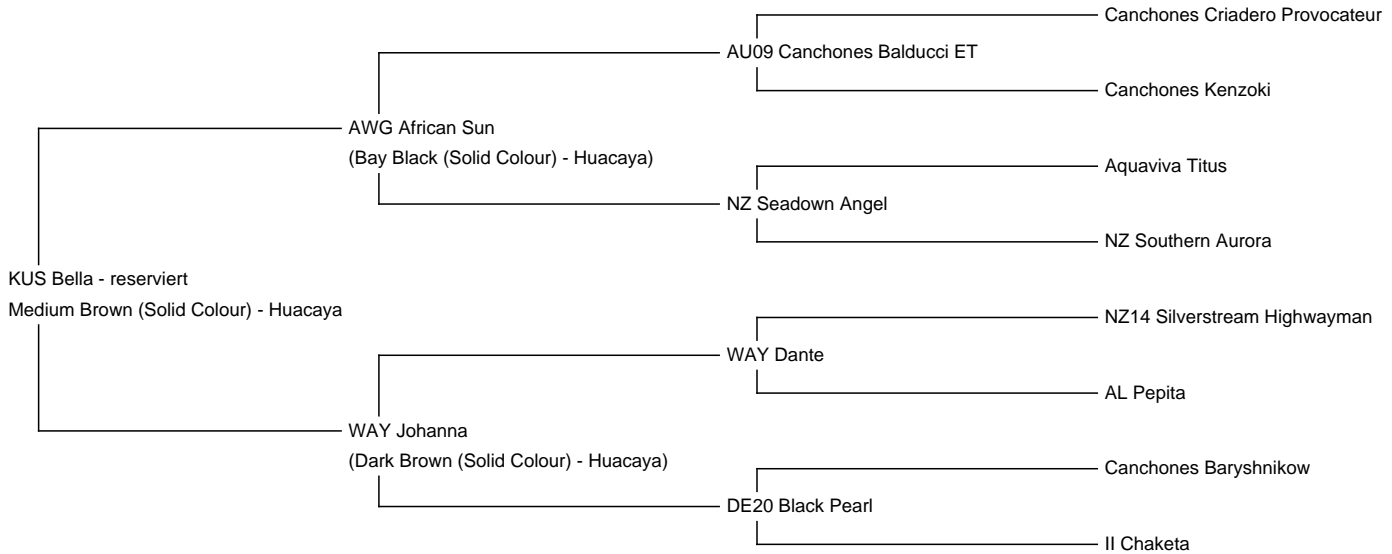 Canchones Criadero Provocateur
AU09 Canchones Balducci ET
Canchones Kenzoki
AWG African Sun
(Bay Black (Solid Colour) - Huacaya)
Aquaviva Titus
NZ Seadown Angel
NZ Southern Aurora
KUS Bella - reserviert
Medium Brown (Solid Colour) - Huacaya
NZ14 Silverstream Highwayman
WAY Dante
AL Pepita
WAY Johanna
(Dark Brown (Solid Colour) - Huacaya)
Canchones Baryshnikow
DE20 Black Pearl
II Chaketa